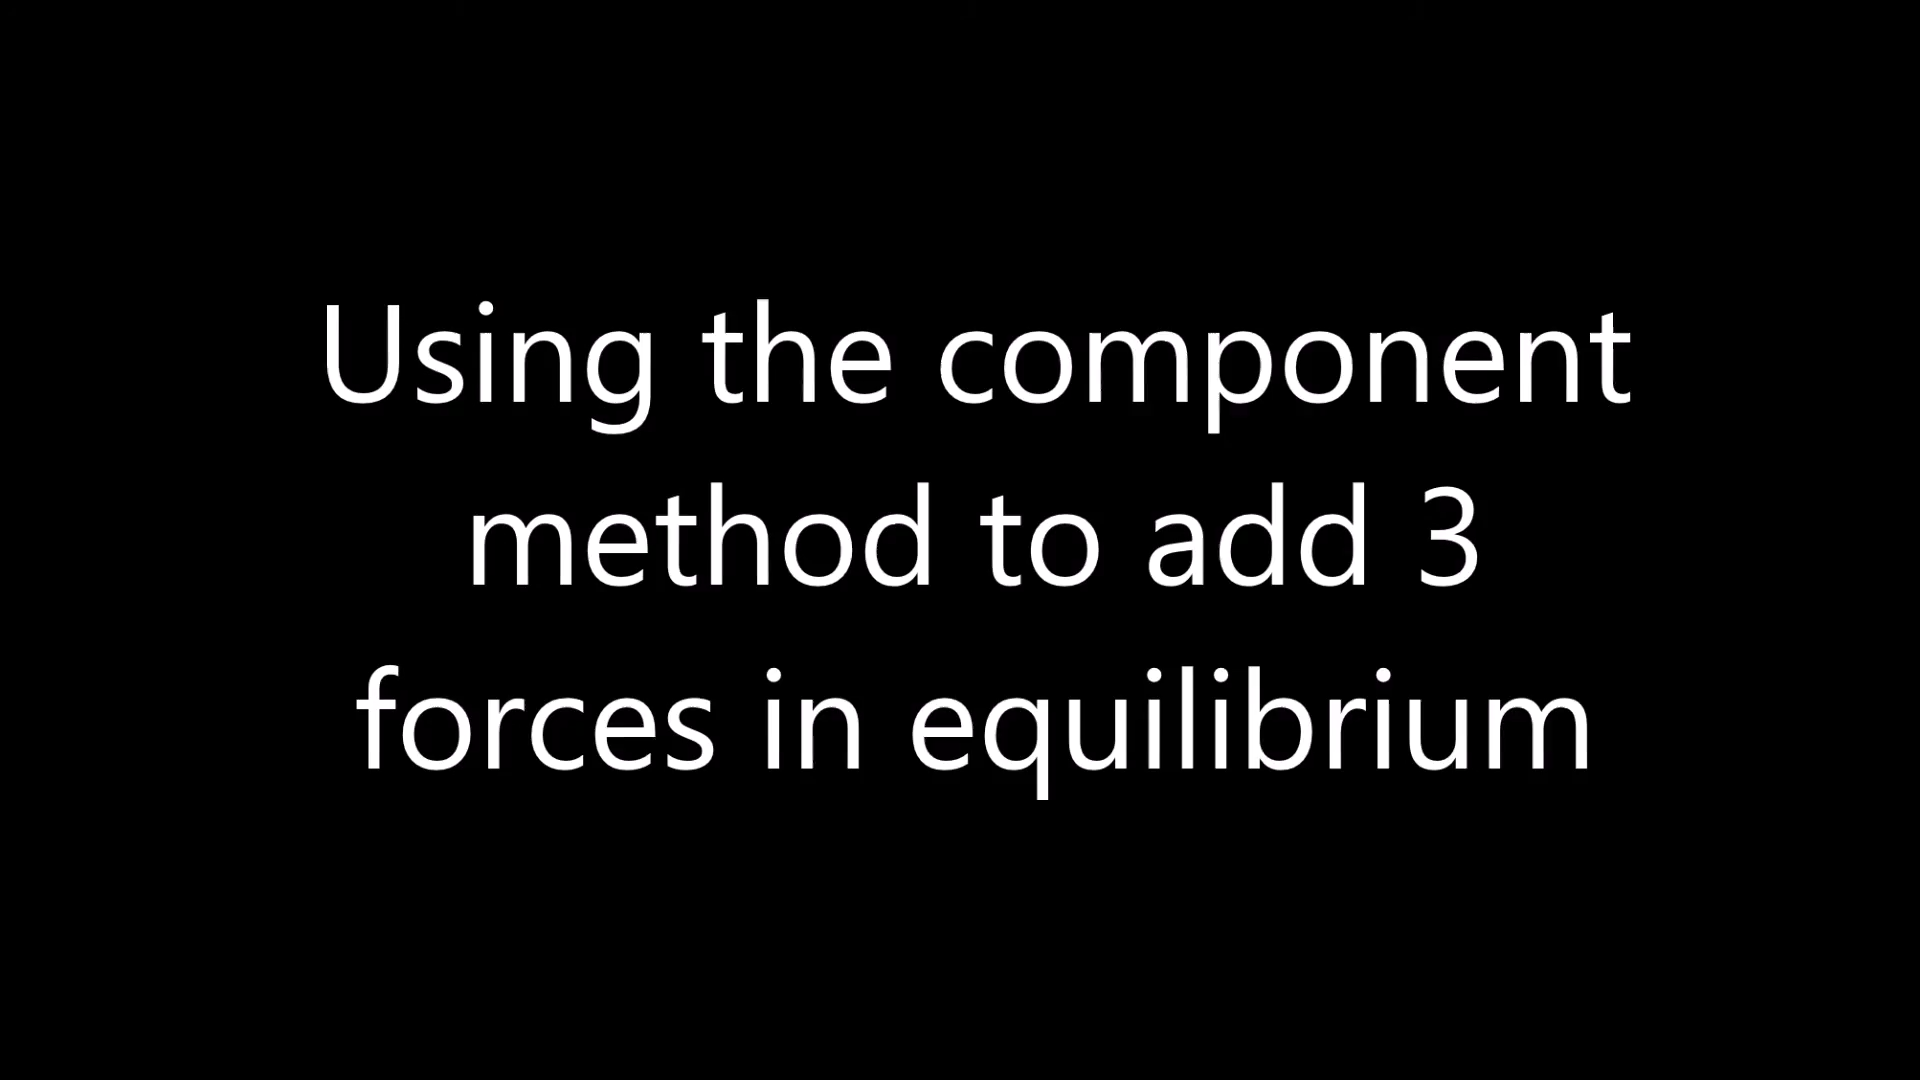 Using the component
method to add 3
forces in equilibrium